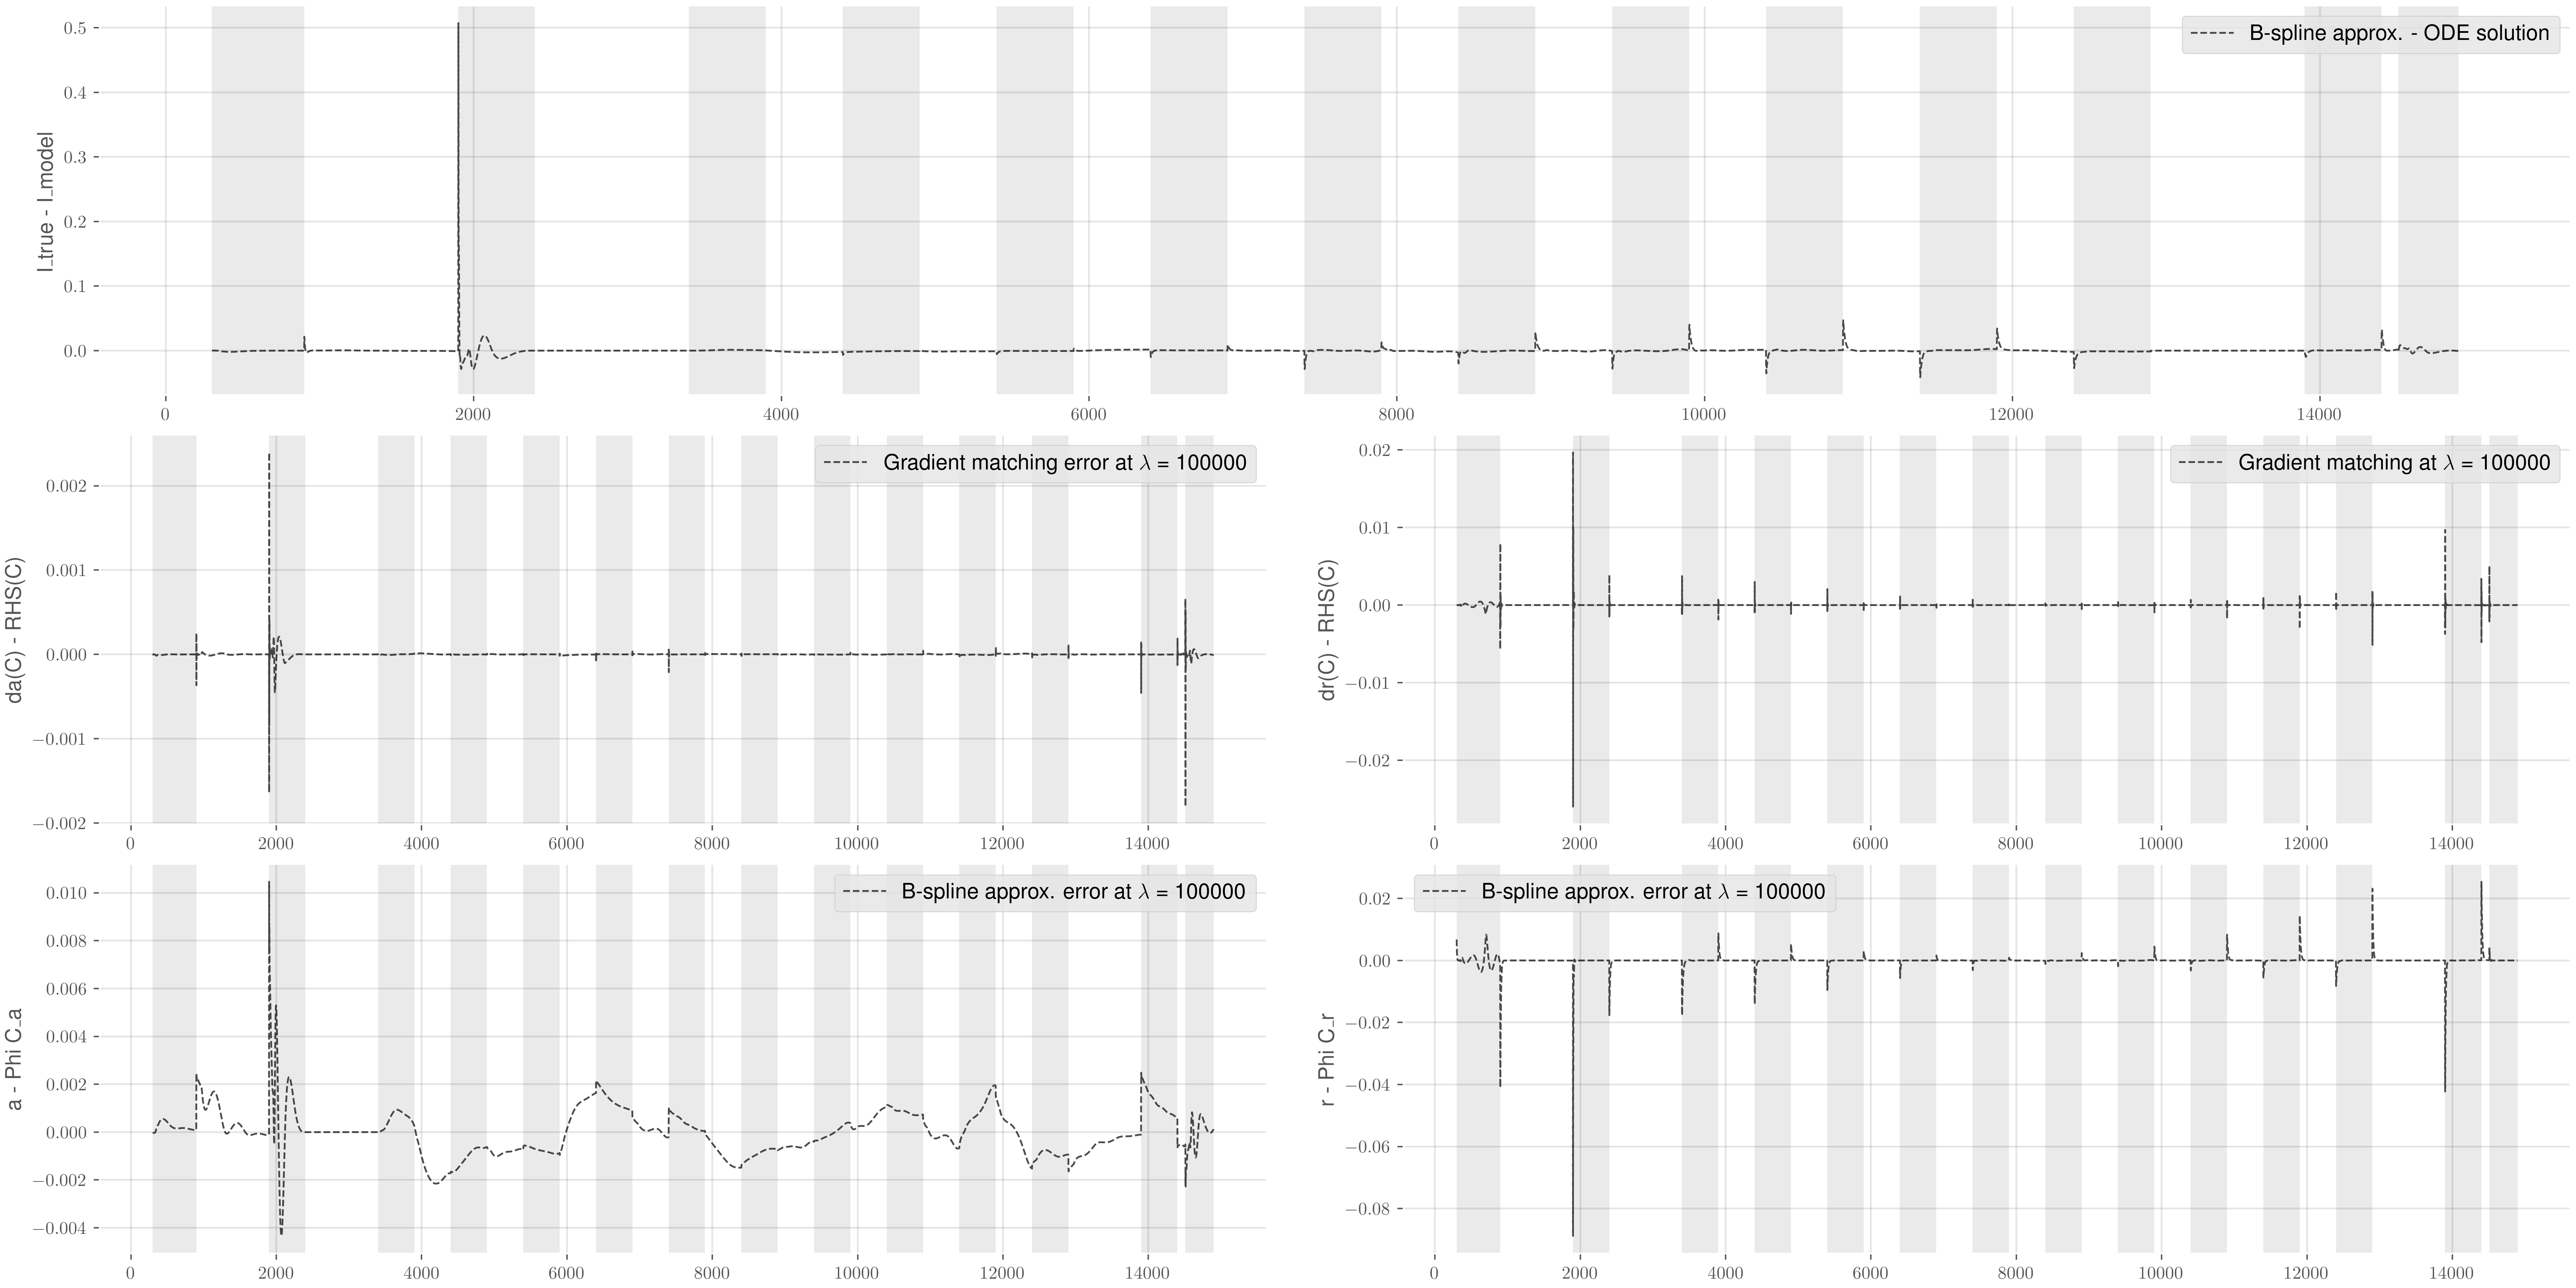 B-spline approx. - ODE solution
I_true - I_model
0.5
0.4
0.3
0.2
0.1
0.0
0 2000 4000 6000 8000 10000 12000 14000
Gradient matching error at λ = 100000
da(C) - RHS(C)
0.002
0.001
0.000
−0.001
−0.002
0 2000 4000 6000 8000 10000 12000 14000
Gradient matching at λ = 100000
dr(C) - RHS(C)
0.02
0.01
0.00
−0.01
−0.02
0 2000 4000 6000 8000 10000 12000 14000
B-spline approx. error at λ = 100000
a - Phi C_a
0.010
0.008
0.006
0.004
0.002
0.000
−0.002
−0.004
0 2000 4000 6000 8000 10000 12000 14000
B-spline approx. error at λ = 100000
r - Phi C_r
0.02
0.00
−0.02
−0.04
−0.06
−0.08
0 2000 4000 6000 8000 10000 12000 14000